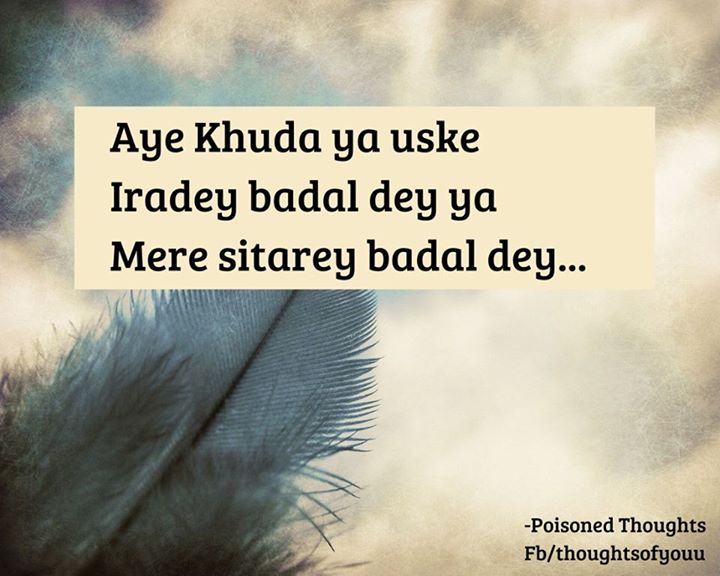 Aye Khuda ya uske
Iradey badal dey ya
Mere sitarey badal dey...
-Poisoned Thoughts
Fb/thoughtsofyouu